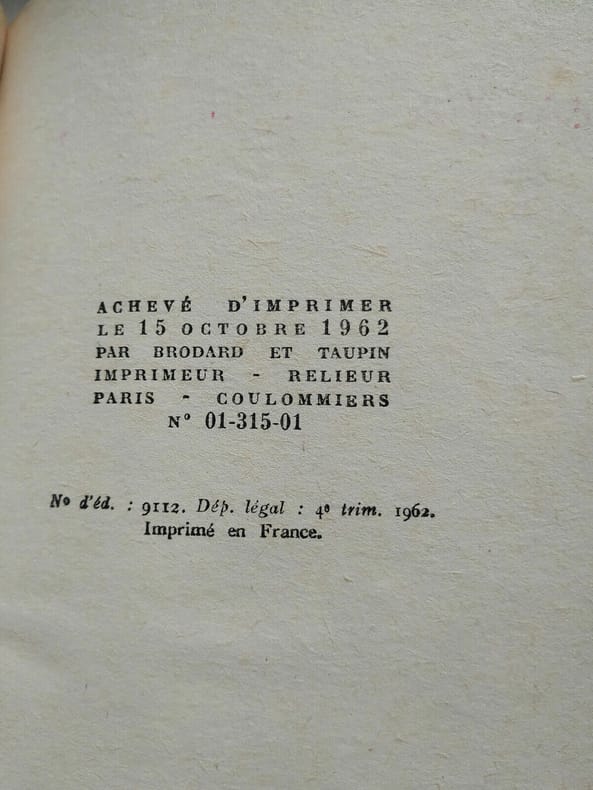 ACHEVÉ D'IMPRIMER
LE 15 OCTOBRE 1962
PAR BRODARD ET TAUPIN
IMPRIMEUR - RELIEUR
PARIS - COULOMMIERS
N° 01-315-01
No d'éd. : 9112. Dép. légal : 4e trim. 1962.
Imprimé en France.